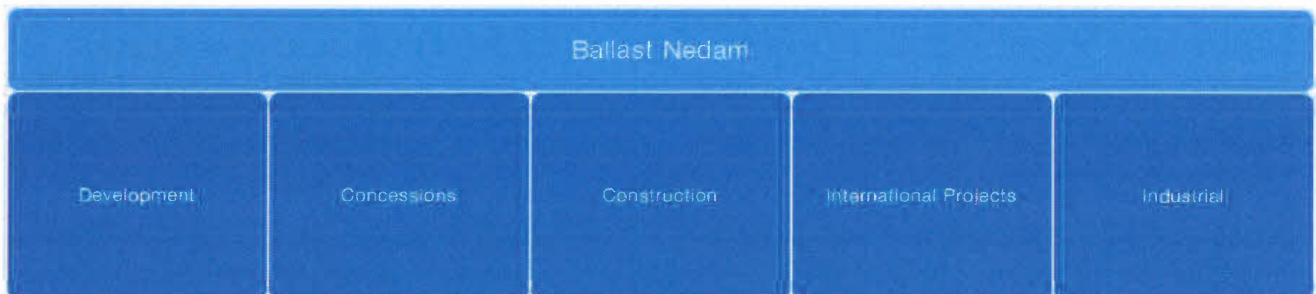 Ballast Nedam
Development
Concessions
Construction
International Projects
Industrial